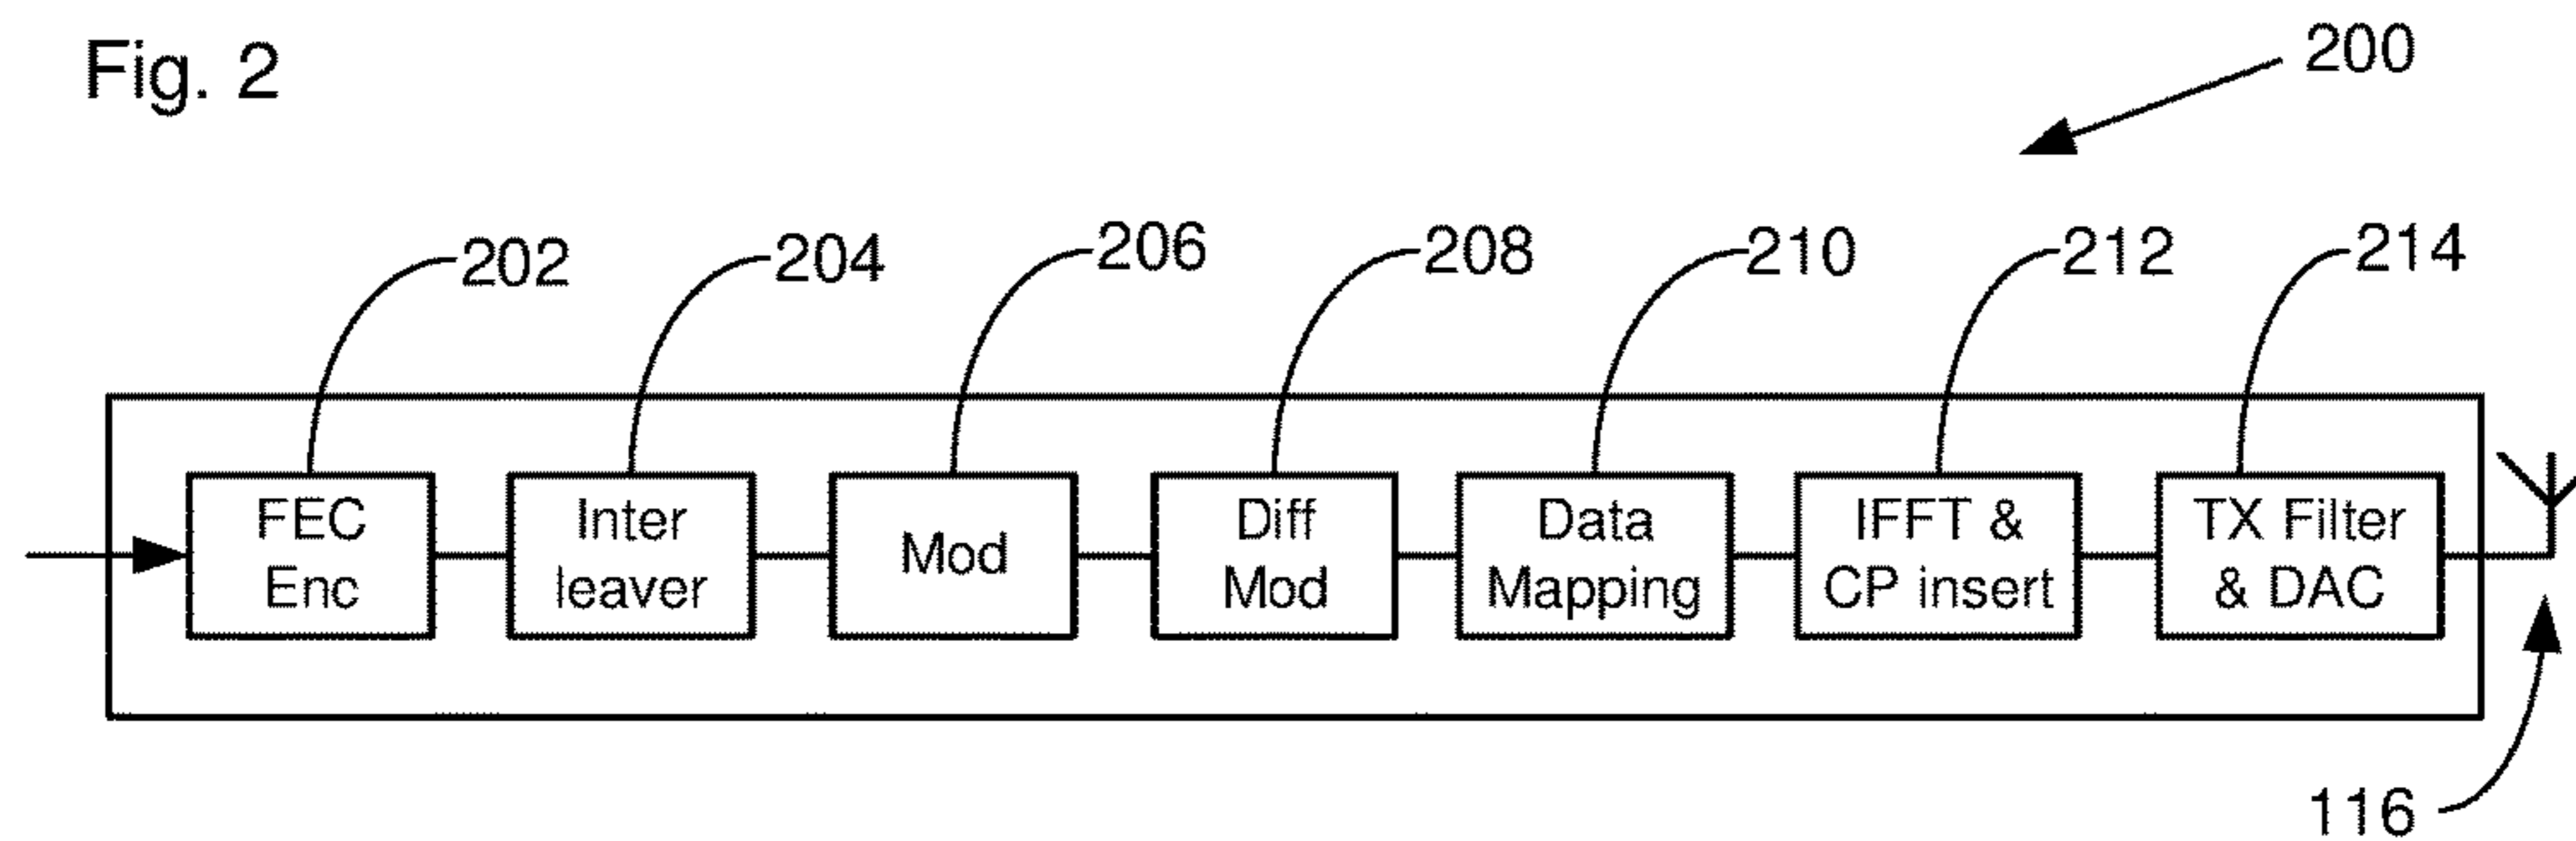 Fig. 2
200
202
204
206
208
210
212
214
FEC
Enc
Inter
leaver
Mod
Diff
Mod
Data
Mapping
IFFT &
CP insert
TX Filter
& DAC
116